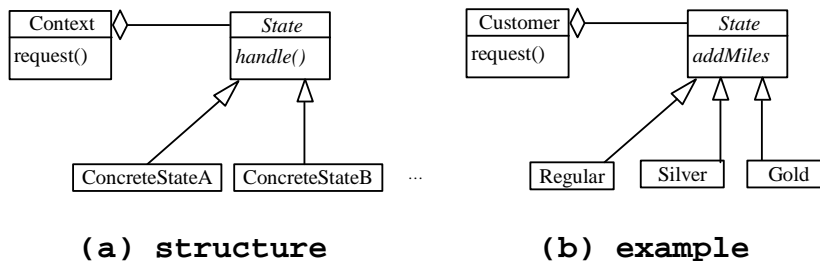 Context
request()
State
handle()
ConcreteStateA
ConcreteStateB
...
(a) structure
Customer
request()
State
addMiles
Regular
Silver
Gold
(b) example